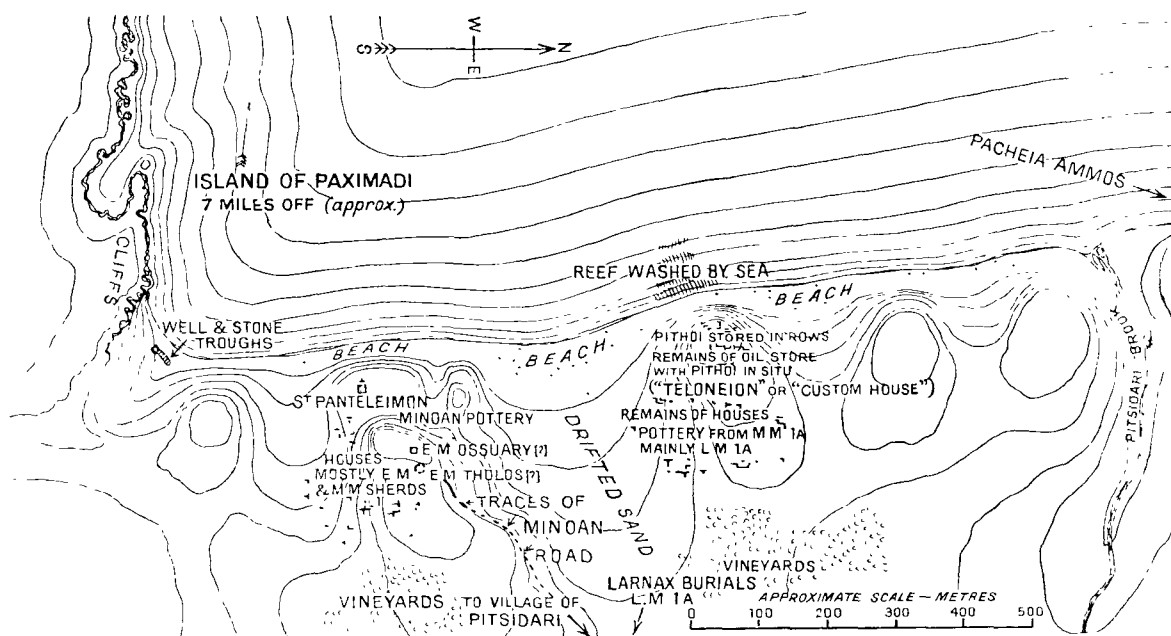 W
S N
E
PACHEIA AMMOS
ISLAND OF PAXIMADI
7 MILES OFF (approx.)
CLIFFS
REEF WASHED BY SEA
BEACH
WELL & STONE
TROUGHS
BEACH
BEACH
PITHOI STORED IN ROWS
REMAINS OF OIL STORE
WITH PITHOI IN SITU
("TELONEION" OR "CUSTOM HOUSE")
PITSIDARI BROUK
ST PANTELEIMON
MINOAN POTTERY
REMAINS OF HOUSES
POTTERY FROM M M 1A
MAINLY L M 1A
DRIFTED SAND
E M OSSUARY [?]
HOUSES
MOSTLY E M
& M M SHERDS
E M THOLOS [?]
TRACES OF
MINOAN
ROAD
VINEYARDS
LARNAX BURIALS
L M 1A
VINEYARDS
TO VILLAGE OF
PITSIDARI
APPROXIMATE SCALE — METRES
0 100 200 300 400 500